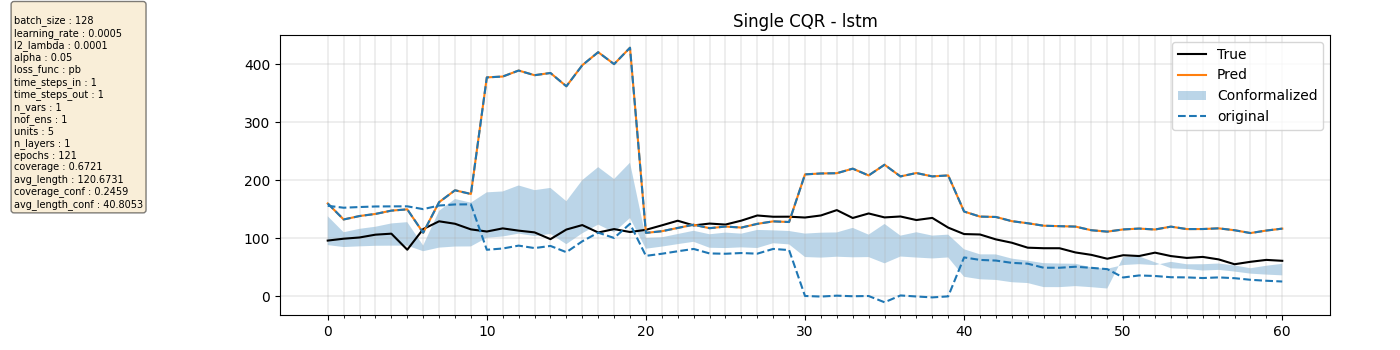 batch_size : 128
learning_rate : 0.0005
l2_lambda : 0.0001
alpha : 0.05
loss_func : pb
time_steps_in : 1
time_steps_out : 1
n_vars : 1
nof_ens : 1
units : 5
n_layers : 1
epochs : 121
coverage : 0.6721
avg_length : 120.6731
coverage_conf : 0.2459
avg_length_conf : 40.8053
Single CQR - lstm
400
300
200
100
0
True
Pred
Conformalized
original
0 10 20 30 40 50 60